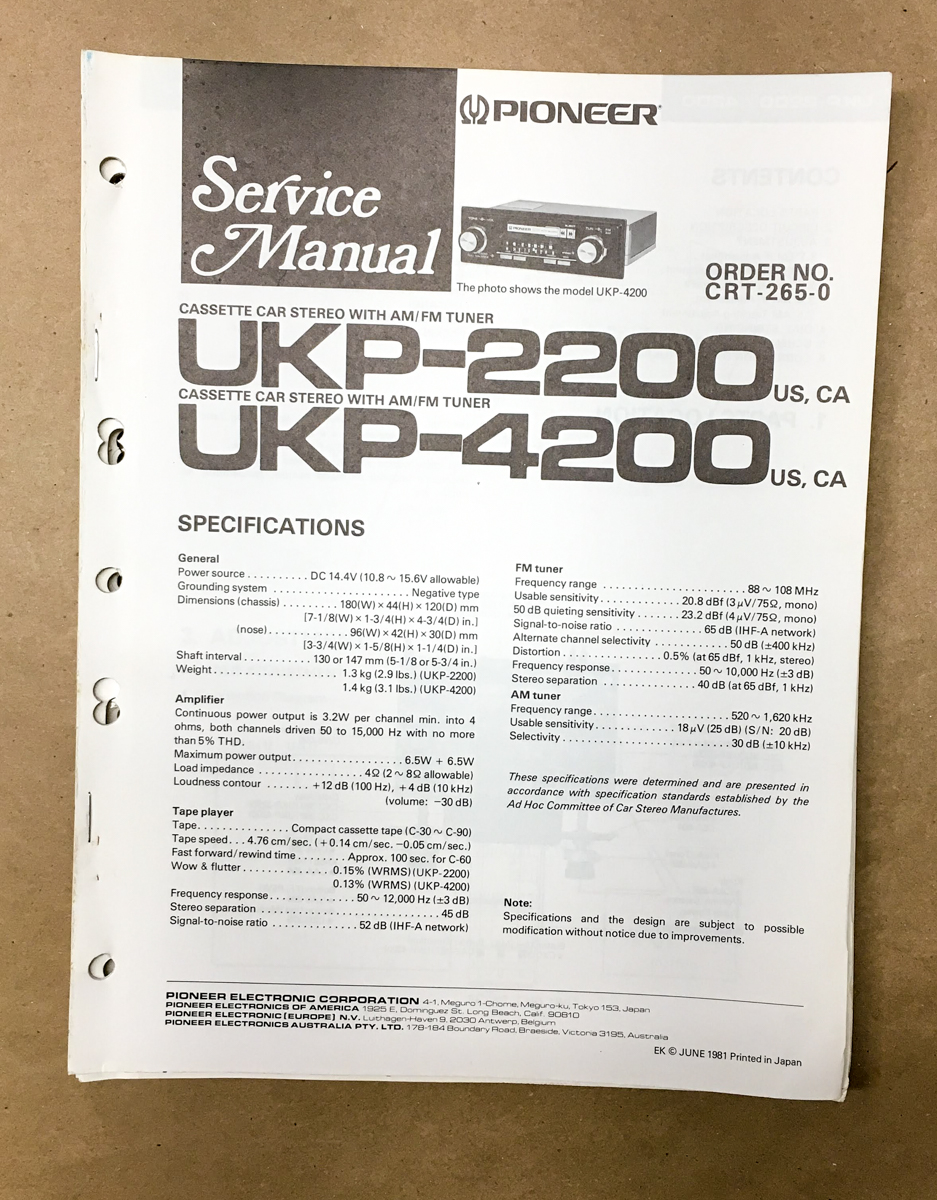 PIONEER
Service
Manual
The photo shows the model UKP-4200
ORDER NO.
CRT-265-0
CASSETTE CAR STEREO WITH AM/FM TUNER
UKP-2200 US, CA
CASSETTE CAR STEREO WITH AM/FM TUNER
UKP-4200 US, CA
SPECIFICATIONS
General
Power source . . . . . . . . . . DC 14.4V (10.8 ~ 15.6V allowable)
Grounding system . . . . . . . . . . . . . . . . . . . . . . Negative type
Dimensions (chassis) . . . . . . . . . 180(W) × 44(H) × 120(D) mm
[7-1/8(W) × 1-3/4(H) × 4-3/4(D) in.]
(nose) . . . . . . . . . . . . 96(W) × 42(H) × 30(D) mm
[3-3/4(W) × 1-5/8(H) × 1-1/4(D) in.]
Shaft interval . . . . . . . . . . . 130 or 147 mm (5-1/8 or 5-3/4 in.)
Weight . . . . . . . . . . . . . . . . . . . 1.3 kg (2.9 lbs.) (UKP-2200)
1.4 kg (3.1 lbs.) (UKP-4200)
Amplifier
Continuous power output is 3.2W per channel min. into 4
ohms, both channels driven 50 to 15,000 Hz with no more
than 5% THD.
Maximum power output . . . . . . . . . . . . . . . . . 6.5W + 6.5W
Load impedance . . . . . . . . . . . . . . . . 4Ω (2 ~ 8Ω allowable)
Loudness contour . . . . . . . +12 dB (100 Hz), +4 dB (10 kHz)
(volume: −30 dB)
Tape player
Tape . . . . . . . . . . . . . . . Compact cassette tape (C-30 ~ C-90)
Tape speed . . . 4.76 cm/sec. (+0.14 cm/sec. −0.05 cm/sec.)
Fast forward/rewind time . . . . . . . . Approx. 100 sec. for C-60
Wow & flutter . . . . . . . . . . . . . . 0.15% (WRMS) (UKP-2200)
0.13% (WRMS) (UKP-4200)
Frequency response . . . . . . . . . . . . . 50 ~ 12,000 Hz (±3 dB)
Stereo separation . . . . . . . . . . . . . . . . . . . . . . . . . . . 45 dB
Signal-to-noise ratio . . . . . . . . . . . . . 52 dB (IHF-A network)
FM tuner
Frequency range . . . . . . . . . . . . . . . . . . . . . . 88 ~ 108 MHz
Usable sensitivity . . . . . . . . . . . . 20.8 dBf (3 μV/75Ω, mono)
50 dB quieting sensitivity . . . . . . . 23.2 dBf (4 μV/75Ω, mono)
Signal-to-noise ratio . . . . . . . . . . . . . 65 dB (IHF-A network)
Alternate channel selectivity . . . . . . . . . . . 50 dB (±400 kHz)
Distortion . . . . . . . . . . . . . . 0.5% (at 65 dBf, 1 kHz, stereo)
Frequency response . . . . . . . . . . . . . 50 ~ 10,000 Hz (±3 dB)
Stereo separation . . . . . . . . . . . . . . . 40 dB (at 65 dBf, 1 kHz)
AM tuner
Frequency range . . . . . . . . . . . . . . . . . . . . . 520 ~ 1,620 kHz
Usable sensitivity . . . . . . . . . . . . 18 μV (25 dB) (S/N: 20 dB)
Selectivity . . . . . . . . . . . . . . . . . . . . . . . . . 30 dB (±10 kHz)
These specifications were determined and are presented in
accordance with specification standards established by the
Ad Hoc Committee of Car Stereo Manufactures.
Note:
Specifications and the design are subject to possible
modification without notice due to improvements.
PIONEER ELECTRONIC CORPORATION 4-1, Meguro 1-Chome, Meguro-ku, Tokyo 153, Japan
PIONEER ELECTRONICS OF AMERICA 1925 E. Dominguez St. Long Beach, Calif. 90810
PIONEER ELECTRONIC [EUROPE] N.V. Luithagen-Haven 9, 2030 Antwerp, Belgium
PIONEER ELECTRONICS AUSTRALIA PTY. LTD. 178-184 Boundary Road, Braeside, Victoria 3195, Australia
EK © JUNE 1981 Printed in Japan